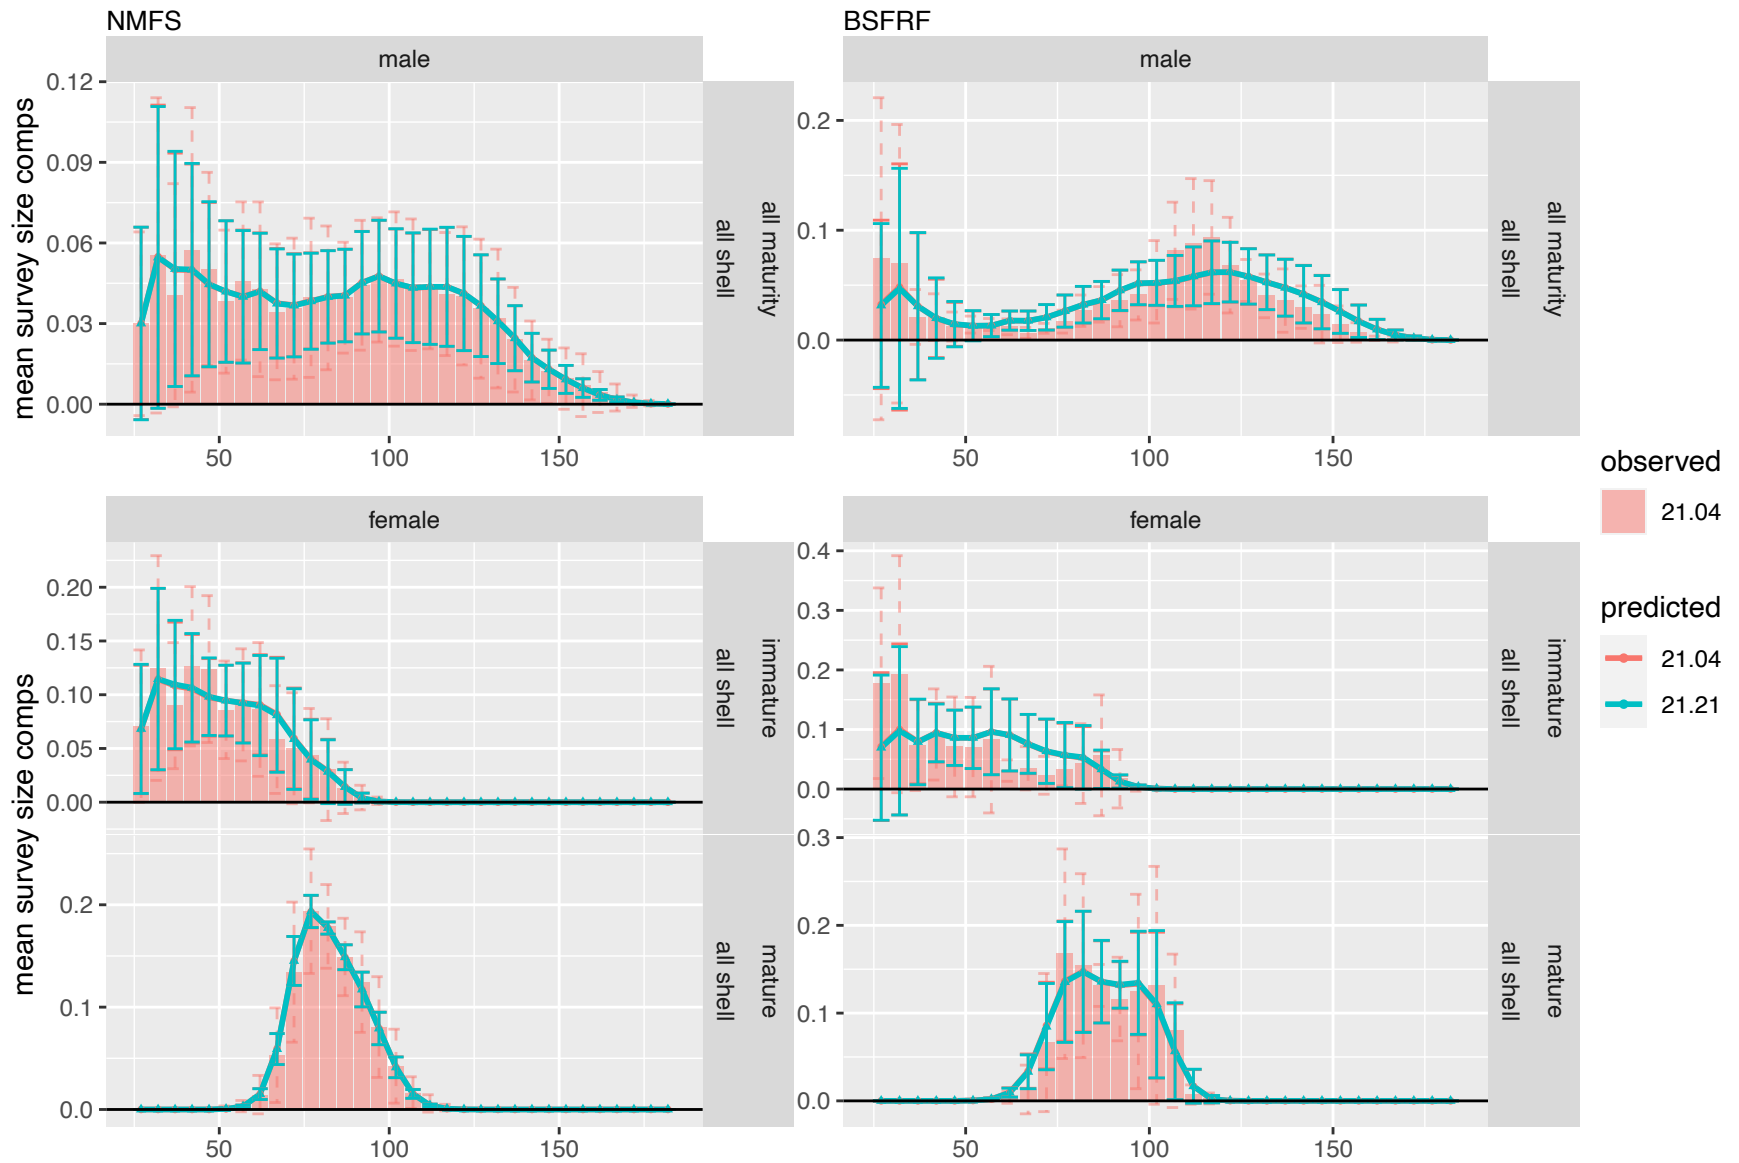 NMFS
BSFRF
male
male
mean survey size comps
0.12
0.09
0.06
0.03
0.00
all maturity
all shell
50
100
150
0.2
0.1
0.0
all maturity
all shell
50
100
150
female
female
mean survey size comps
0.20
0.15
0.10
0.05
0.00
immature
all shell
0.2
0.1
0.0
mature
all shell
50
100
150
0.4
0.3
0.2
0.1
0.0
immature
all shell
0.3
0.2
0.1
0.0
mature
all shell
50
100
150
observed
21.04
predicted
21.04
21.21